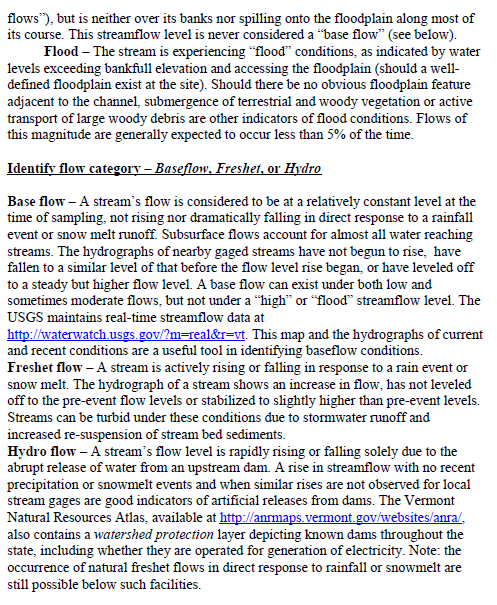 flows”), but is neither over its banks nor spilling onto the floodplain along most of
its course. This streamflow level is never considered a “base flow” (see below).
Flood – The stream is experiencing “flood” conditions, as indicated by water
levels exceeding bankfull elevation and accessing the floodplain (should a well-
defined floodplain exist at the site). Should there be no obvious floodplain feature
adjacent to the channel, submergence of terrestrial and woody vegetation or active
transport of large woody debris are other indicators of flood conditions. Flows of
this magnitude are generally expected to occur less than 5% of the time.
Identify flow category – Baseflow, Freshet, or Hydro
Base flow – A stream’s flow is considered to be at a relatively constant level at the
time of sampling, not rising nor dramatically falling in direct response to a rainfall
event or snow melt runoff. Subsurface flows account for almost all water reaching
streams. The hydrographs of nearby gaged streams have not begun to rise,  have
fallen to a similar level of that before the flow level rise began, or have leveled off
to a steady but higher flow level. A base flow can exist under both low and
sometimes moderate flows, but not under a “high” or “flood” streamflow level. The
USGS maintains real-time streamflow data at
http://waterwatch.usgs.gov/?m=real&r=vt. This map and the hydrographs of current
and recent conditions are a useful tool in identifying baseflow conditions.
Freshet flow – A stream is actively rising or falling in response to a rain event or
snow melt. The hydrograph of a stream shows an increase in flow, has not leveled
off to the pre-event flow levels or stabilized to slightly higher than pre-event levels.
Streams can be turbid under these conditions due to stormwater runoff and
increased re-suspension of stream bed sediments.
Hydro flow – A stream’s flow level is rapidly rising or falling solely due to the
abrupt release of water from an upstream dam. A rise in streamflow with no recent
precipitation or snowmelt events and when similar rises are not observed for local
stream gages are good indicators of artificial releases from dams. The Vermont
Natural Resources Atlas, available at http://anrmaps.vermont.gov/websites/anra/,
also contains a watershed protection layer depicting known dams throughout the
state, including whether they are operated for generation of electricity. Note: the
occurrence of natural freshet flows in direct response to rainfall or snowmelt are
still possible below such facilities.